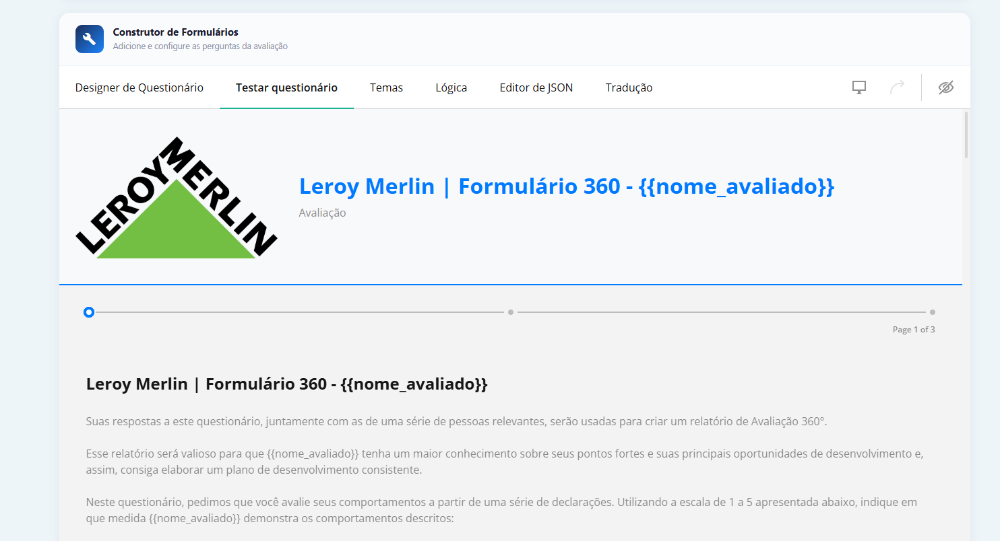 Construtor de Formulários
Adicione e configure as perguntas da avaliação
Designer de Questionário Testar questionário Temas Lógica Editor de JSON Tradução
LEROY MERLIN
Leroy Merlin | Formulário 360 - {{nome_avaliado}}
Avaliação
Page 1 of 3
Leroy Merlin | Formulário 360 - {{nome_avaliado}}
Suas respostas a este questionário, juntamente com as de uma série de pessoas relevantes, serão usadas para criar um relatório de Avaliação 360°.
Esse relatório será valioso para que {{nome_avaliado}} tenha um maior conhecimento sobre seus pontos fortes e suas principais oportunidades de desenvolvimento e,
assim, consiga elaborar um plano de desenvolvimento consistente.
Neste questionário, pedimos que você avalie seus comportamentos a partir de uma série de declarações. Utilizando a escala de 1 a 5 apresentada abaixo, indique em
que medida {{nome_avaliado}} demonstra os comportamentos descritos: